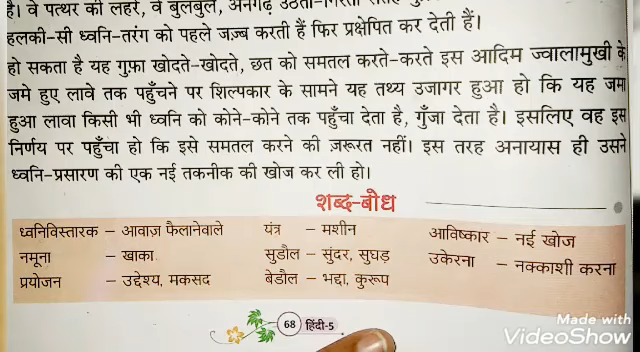 है। वे पत्थर की लहरें, वे बुलबुले, अनगढ़
हलकी-सी ध्वनि-तरंग को पहले जज़्ब करती हैं फिर प्रक्षेपित कर देती हैं।
हो सकता है यह गुफ़ा खोदते-खोदते, छत को समतल करते-करते इस आदिम ज्वालामुखी के
जमे हुए लावे तक पहुँचने पर शिल्पकार के सामने यह तथ्य उजागर हुआ हो कि यह जमा
हुआ लावा किसी भी ध्वनि को कोने-कोने तक पहुँचा देता है, गुँजा देता है। इसलिए वह इस
निर्णय पर पहुँचा हो कि इसे समतल करने की ज़रूरत नहीं। इस तरह अनायास ही उसने
ध्वनि-प्रसारण की एक नई तकनीक की खोज कर ली हो।
शब्द-बोध
ध्वनिविस्तारक – आवाज़ फैलानेवाले यंत्र – मशीन आविष्कार – नई खोज
नमूना – खाका सुडौल – सुंदर, सुघड़ उकेरना – नक्काशी करना
प्रयोजन – उद्देश्य, मकसद बेडौल – भद्दा, कुरूप
68 हिंदी-5
Made with
VideoShow